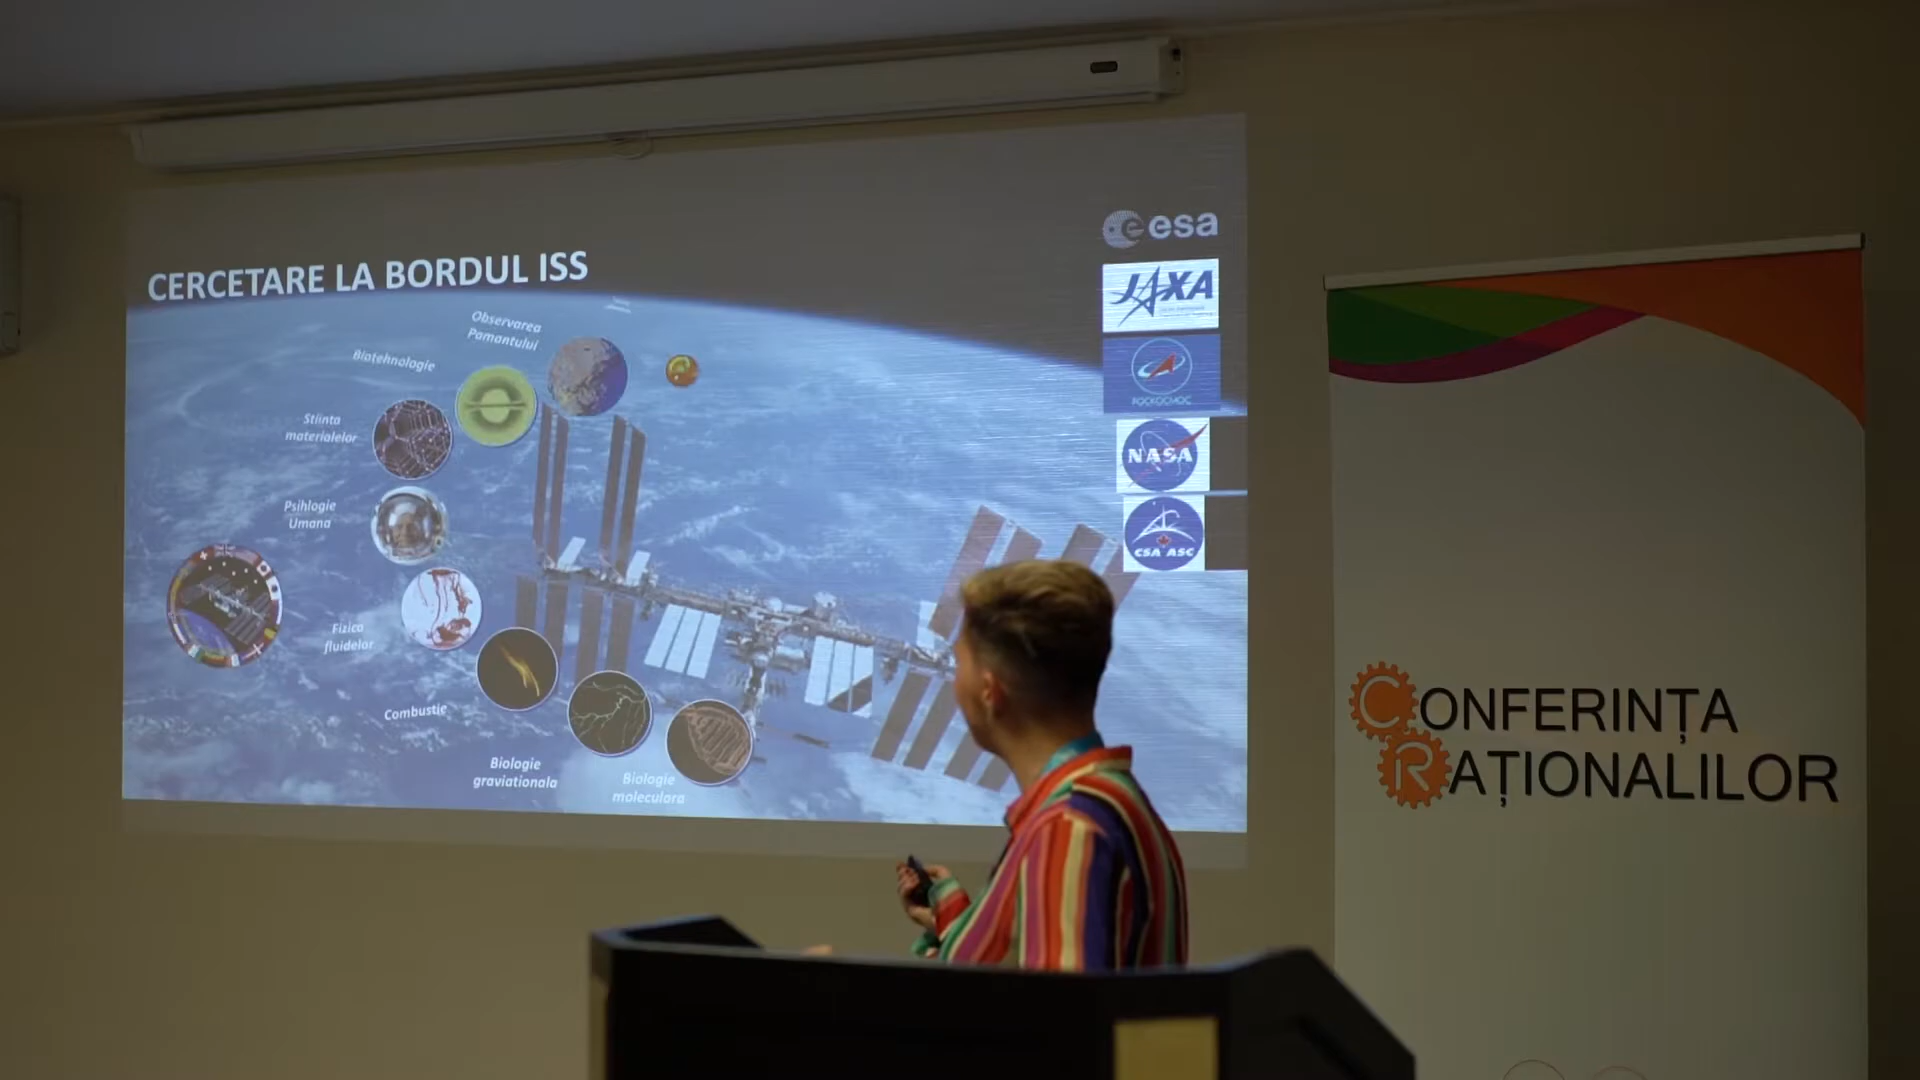 CERCETARE LA BORDUL ISS
Observarea
Pamantului
Biotehnologie
Stiinta
materialelor
Psihlogie
Umana
Fizica
fluidelor
Combustie
Biologie
graviationala
Biologie
moleculara
esa
JAXA
РОСКОСМОС
NASA
CSA ASC
CONFERINȚA
RAȚIONALILOR